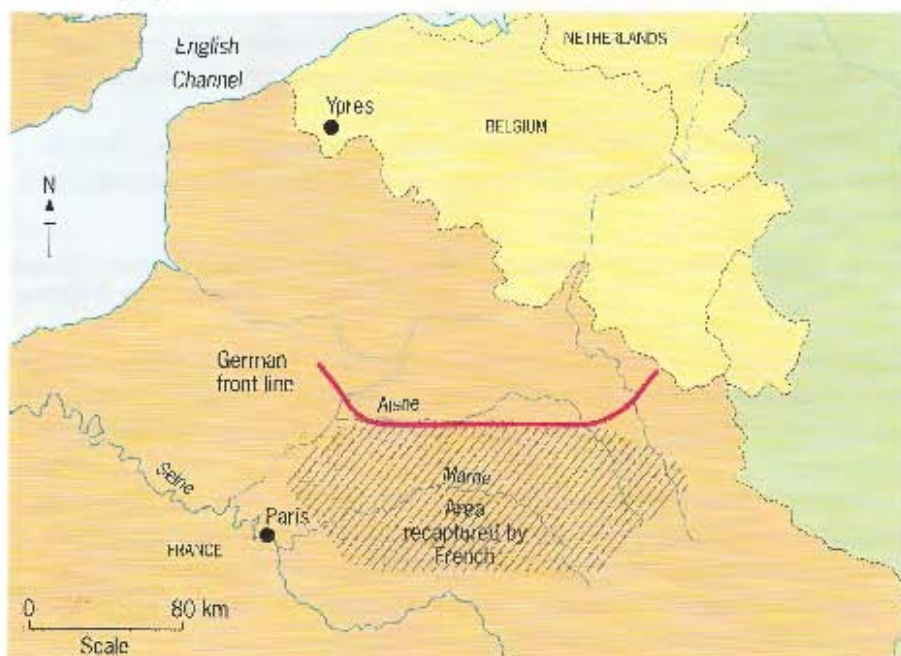 English
Channel
NETHERLANDS
Ypres
BELGIUM
N
German
front line
Aisne
Seine
Marne
Area
recaptured by
French
Paris
FRANCE
0 80 km
Scale